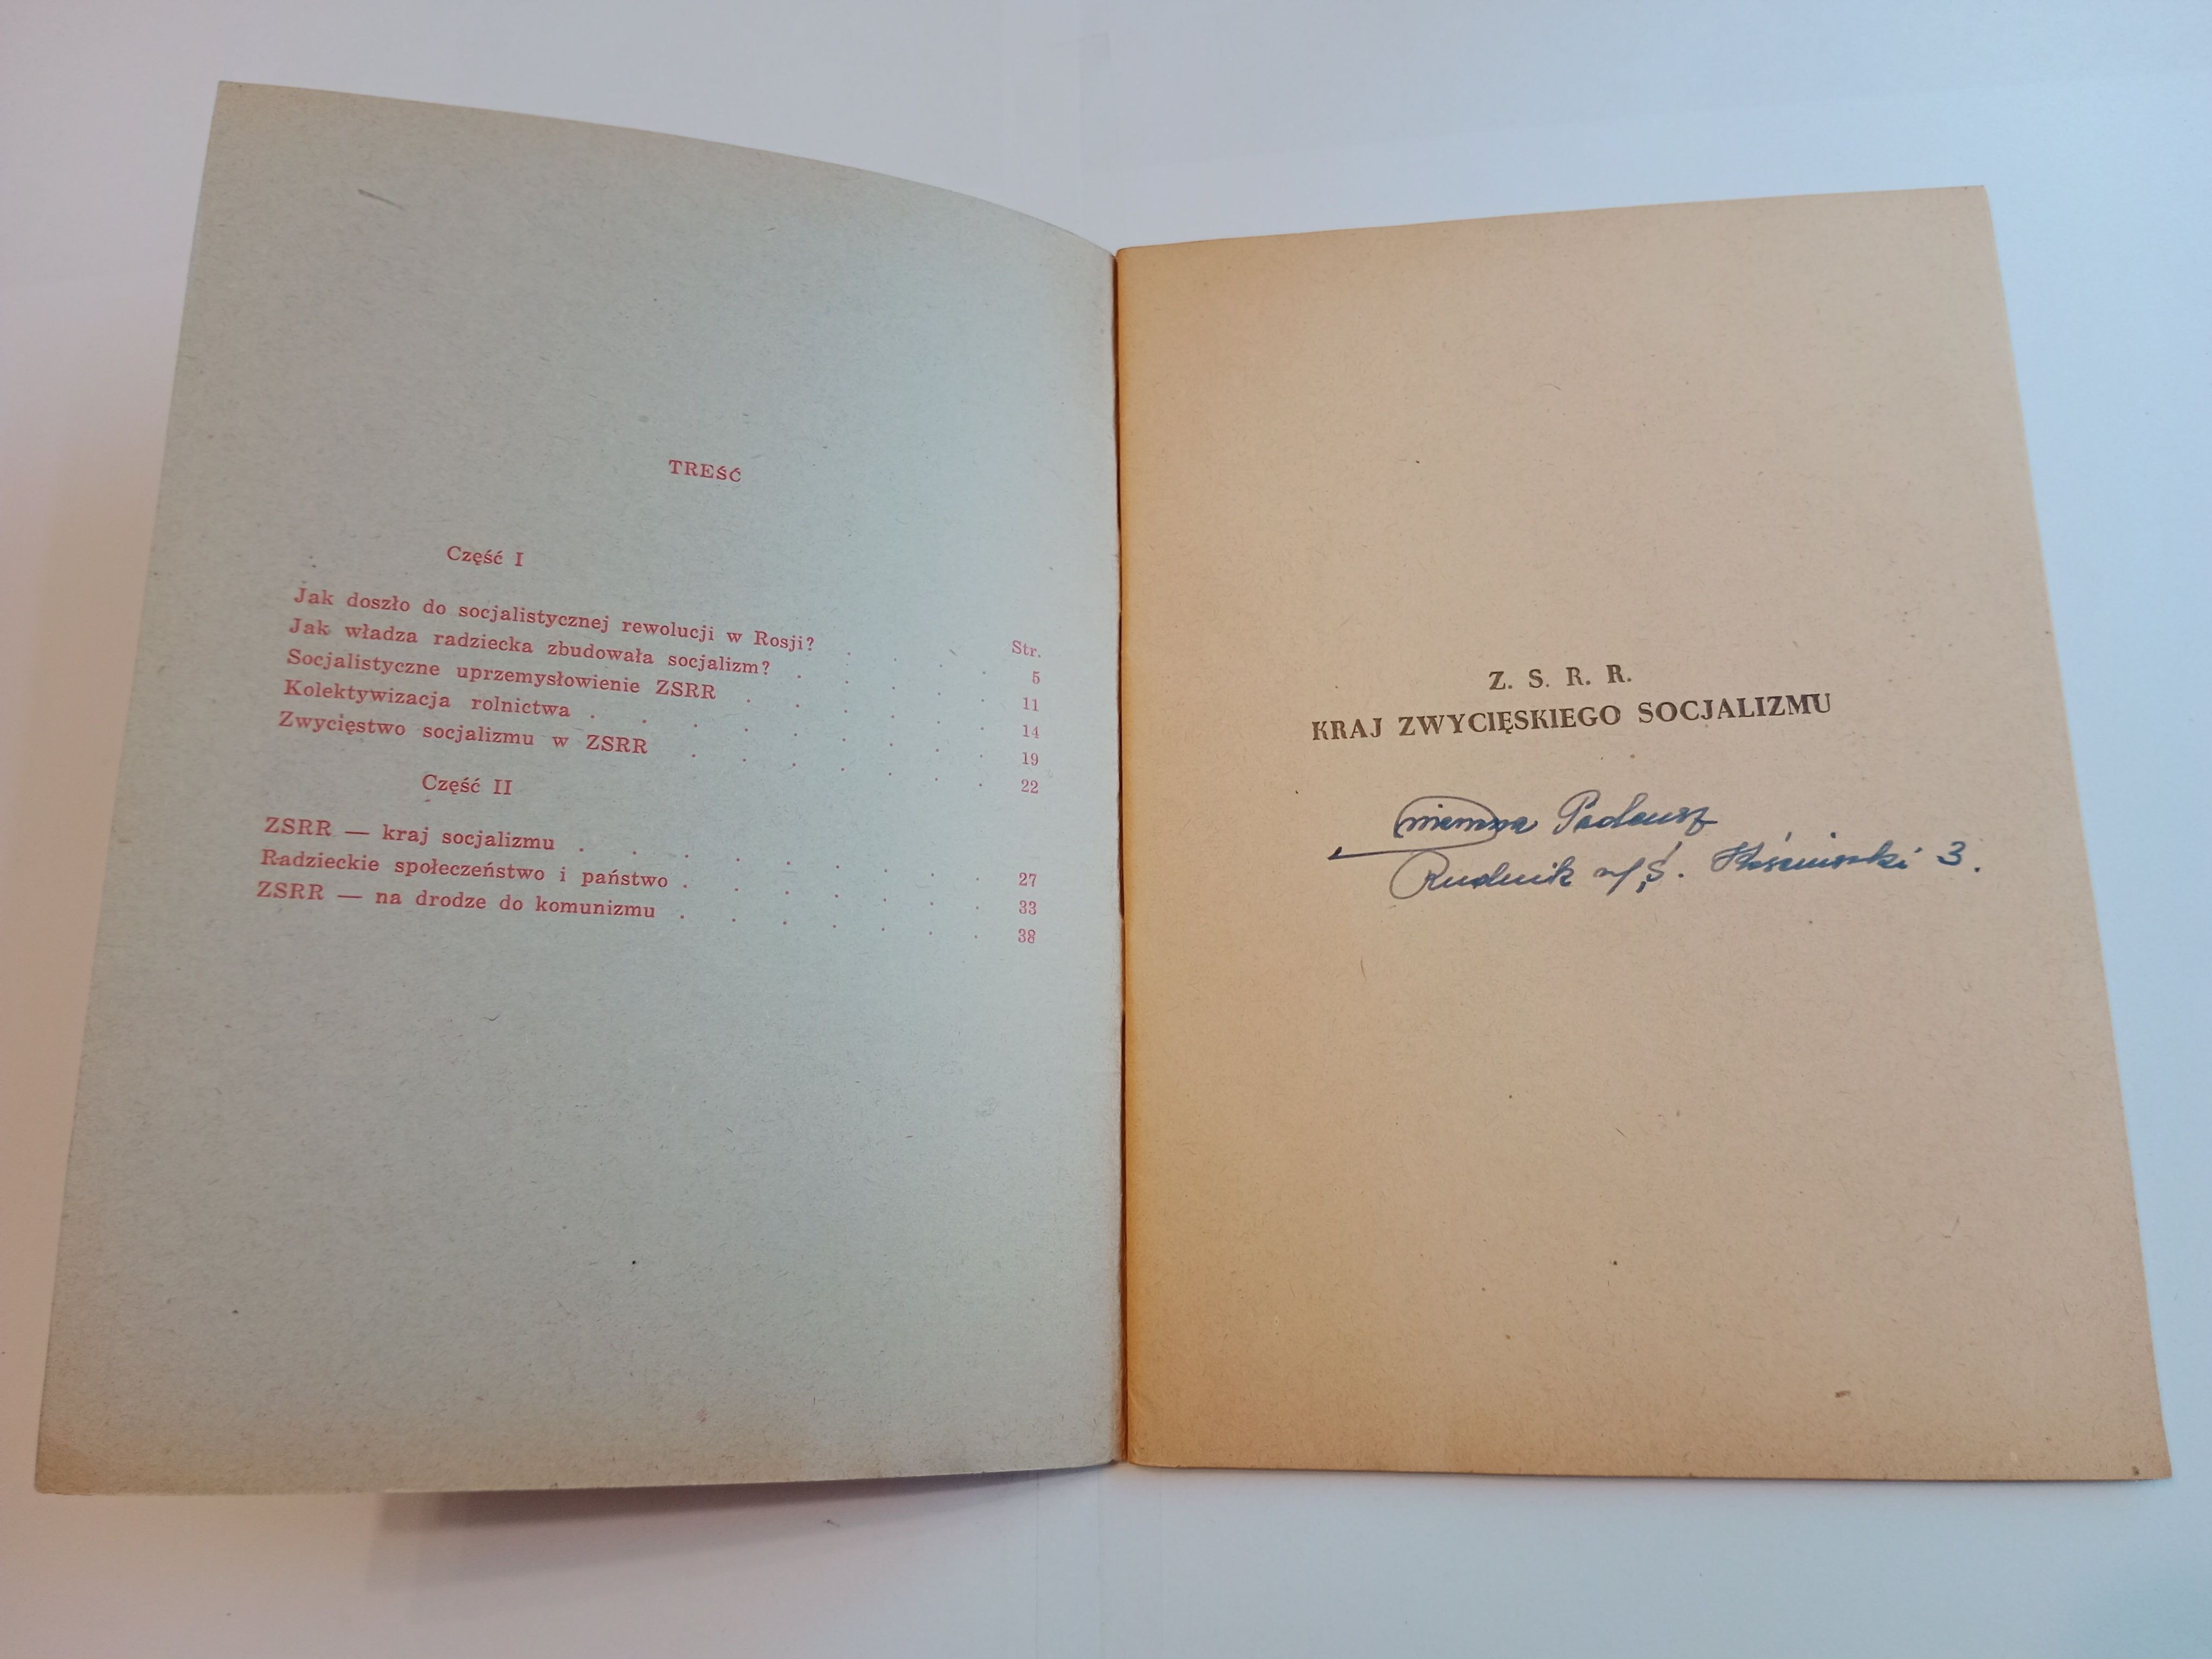 TREŚĆ
Część I
Str.
Jak doszło do socjalistycznej rewolucji w Rosji? . . . . 5
Jak władza radziecka zbudowała socjalizm? . . . . . 11
Socjalistyczne uprzemysłowienie ZSRR . . . . . . 14
Kolektywizacja rolnictwa . . . . . . . . . 19
Zwycięstwo socjalizmu w ZSRR . . . . . . . 22
Część II
ZSRR — kraj socjalizmu . . . . . . . . . 27
Radzieckie społeczeństwo i państwo . . . . . . . 33
ZSRR — na drodze do komunizmu . . . . . . . 38
Z. S. R. R.
KRAJ ZWYCIĘSKIEGO SOCJALIZMU
Rudnik n/S. 3.